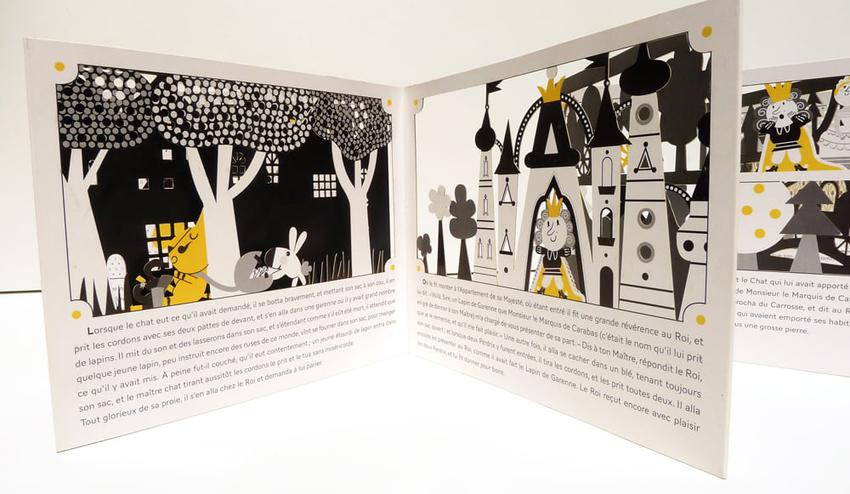 Lorsque le chat eut ce qu'il avait demandé, il se botta bravement, et mettant son sac à son cou, il en
prit les cordons avec ses deux pattes de devant, et s'en alla dans une garenne où il y avait grand nombre
de lapins. Il mit du son et des lasserons dans son sac, et s'étendant comme s'il eût été mort, il attendit que
quelque jeune lapin, peu instruit encore des ruses de ce monde, vînt se fourrer dans son sac, pour manger
ce qu'il y avait mis. À peine fut-il couché, qu'il eut contentement ; un jeune étourdi de lapin entra dans
son sac, et le maître chat tirant aussitôt les cordons le prit et le tua sans miséricorde.
Tout glorieux de sa proie, il s'en alla chez le Roi et demanda à lui parler.
On le fit monter à l'Appartement de sa Majesté, où étant entré il fit une grande révérence au Roi, et
lui dit : « Voilà, Sire, un Lapin de Garenne que Monsieur le Marquis de Carabas (c'était le nom qu'il lui prit
en gré de donner à son Maître) m'a chargé de vous présenter de sa part. – Dis à ton Maître, répondit le Roi,
que je le remercie, et qu'il me fait plaisir. » Une autre fois, il alla se cacher dans un blé, tenant toujours
son sac ouvert ; et lorsque deux Perdrix y furent entrées, il tira les cordons, et les prit toutes deux. Il alla
ensuite les présenter au Roi, comme il avait fait le Lapin de Garenne. Le Roi reçut encore avec plaisir
les deux Perdrix, et lui fit donner pour boire.
t le Chat qui lui avait apporté
de Monsieur le Marquis de Ca
rocha du Carrosse, et dit au R
qui avaient emporté ses habits
us une grosse pierre.